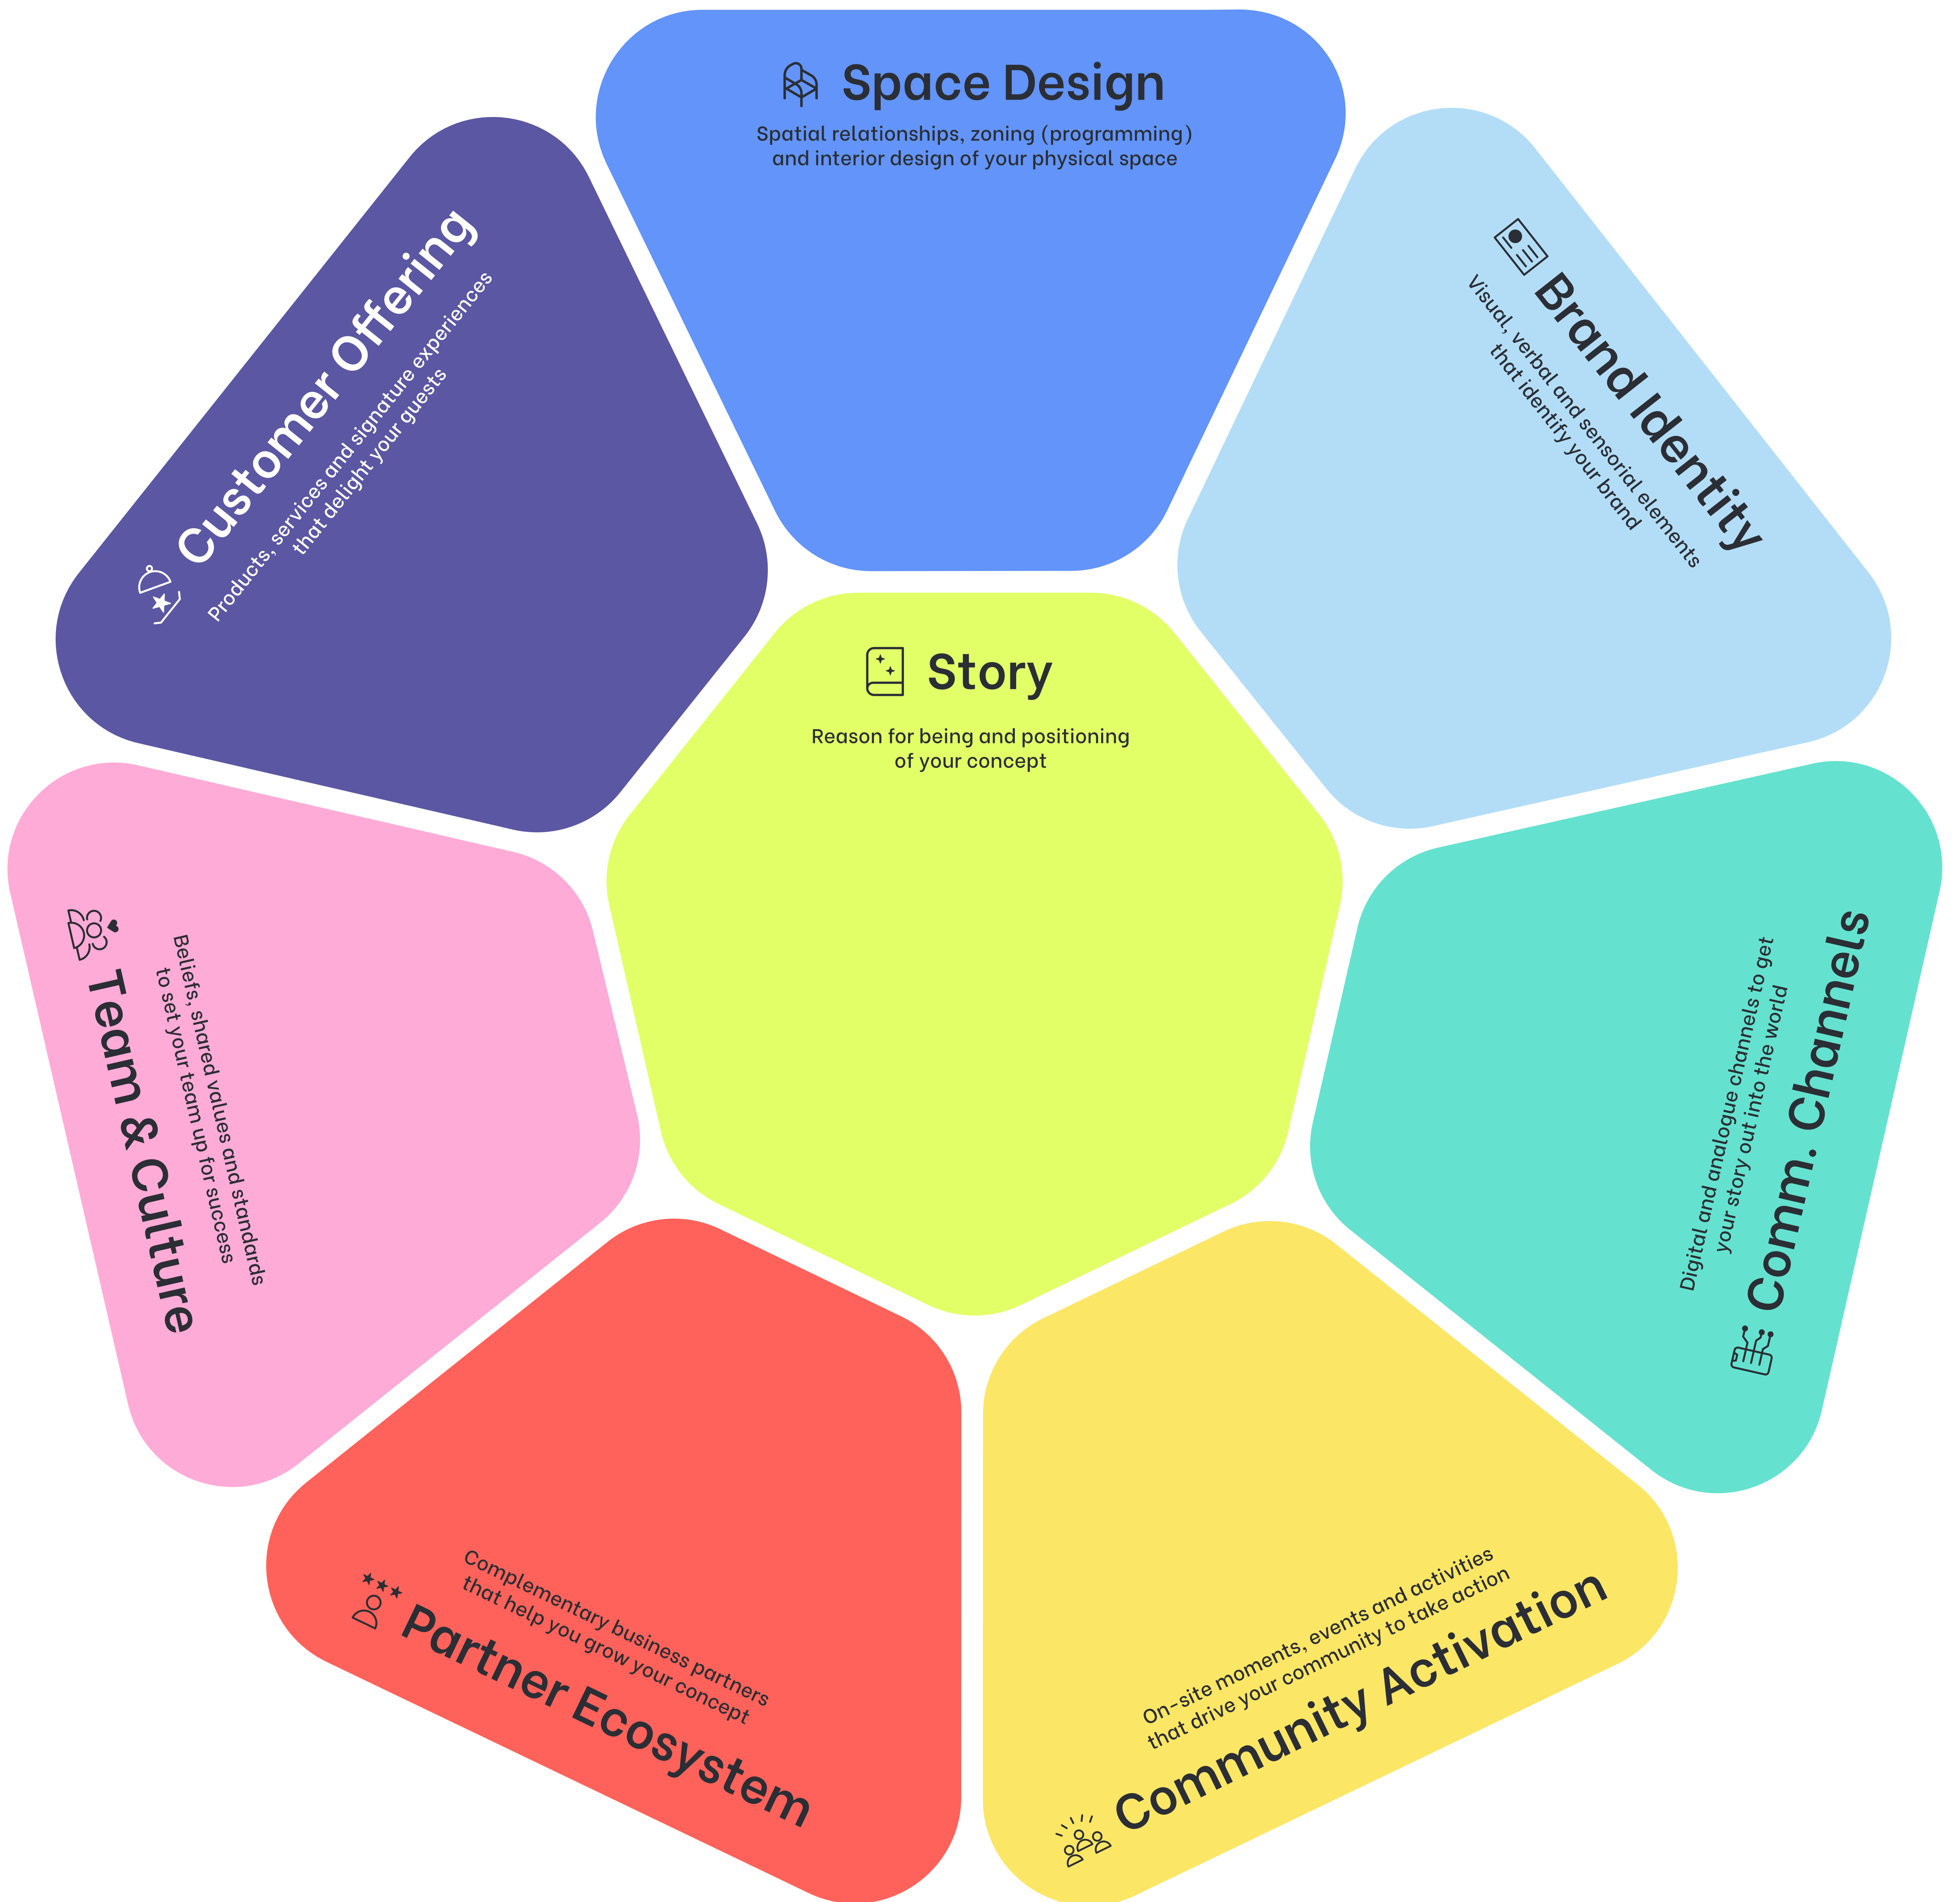 Space Design
Spatial relationships, zoning (programming)
and interior design of your physical space
Brand Identity
Visual, verbal and sensorial elements
that identify your brand
Comm. Channels
Digital and analogue channels to get
your story out into the world
Community Activation
On-site moments, events and activities
that drive your community to take action
Partner Ecosystem
Complementary business partners
that help you grow your concept
Team & Culture
Beliefs, shared values and standards
to set your team up for success
Customer Offering
Products, services and signature experiences
that delight your guests
Story
Reason for being and positioning
of your concept